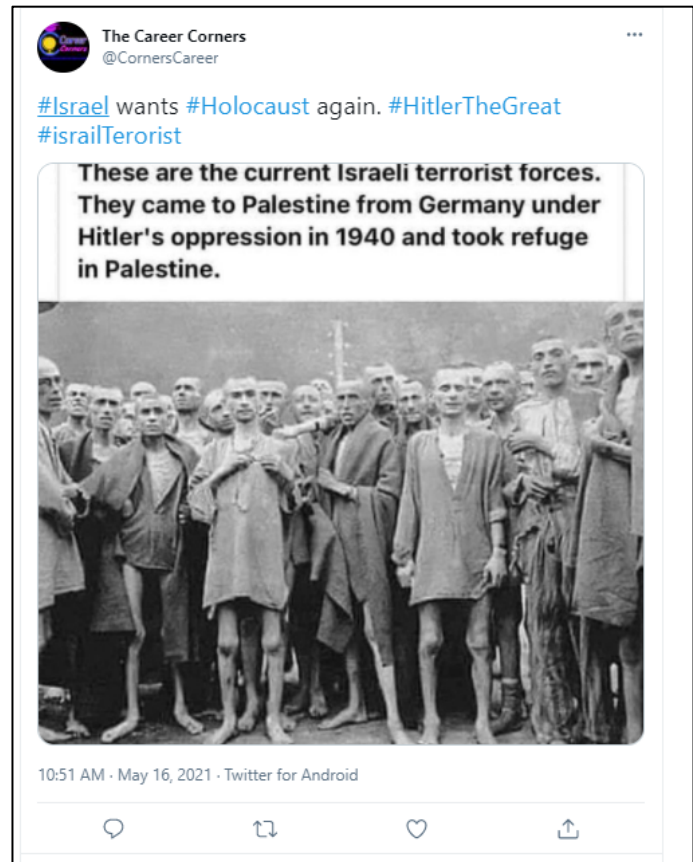 The Career Corners
@CornersCareer
#Israel wants #Holocaust again. #HitlerTheGreat
#israilTerorist
These are the current Israeli terrorist forces.
They came to Palestine from Germany under
Hitler's oppression in 1940 and took refuge
in Palestine.
10:51 AM · May 16, 2021 · Twitter for Android